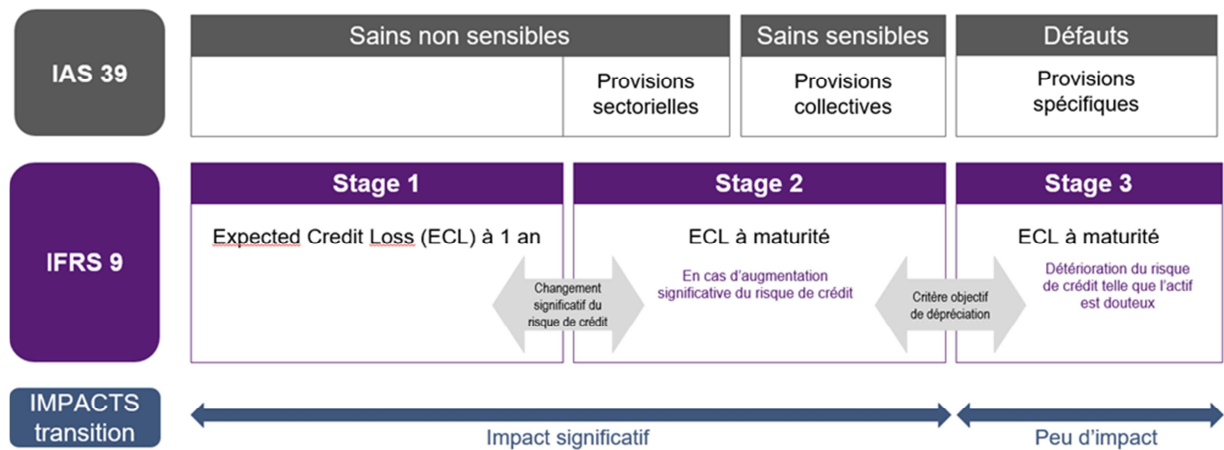 IAS 39
Sains non sensibles
Sains sensibles
Défauts
Provisions
sectorielles
Provisions
collectives
Provisions
spécifiques
IFRS 9
Stage 1
Stage 2
Stage 3
Expected Credit Loss (ECL) à 1 an
ECL à maturité
En cas d'augmentation
significative du risque de crédit
ECL à maturité
Détérioration du risque
de crédit telle que l'actif
est douteux
Changement
significatif du
risque de crédit
Critère objectif
de dépréciation
IMPACTS
transition
Impact significatif
Peu d'impact